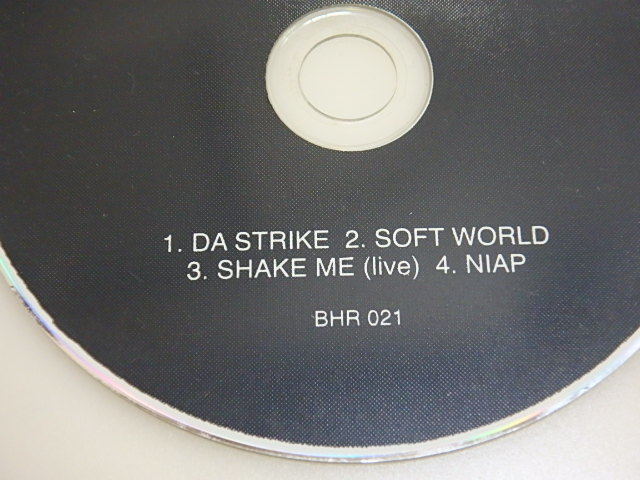 1. DA STRIKE 2. SOFT WORLD
3. SHAKE ME (live) 4. NIAP
BHR 021